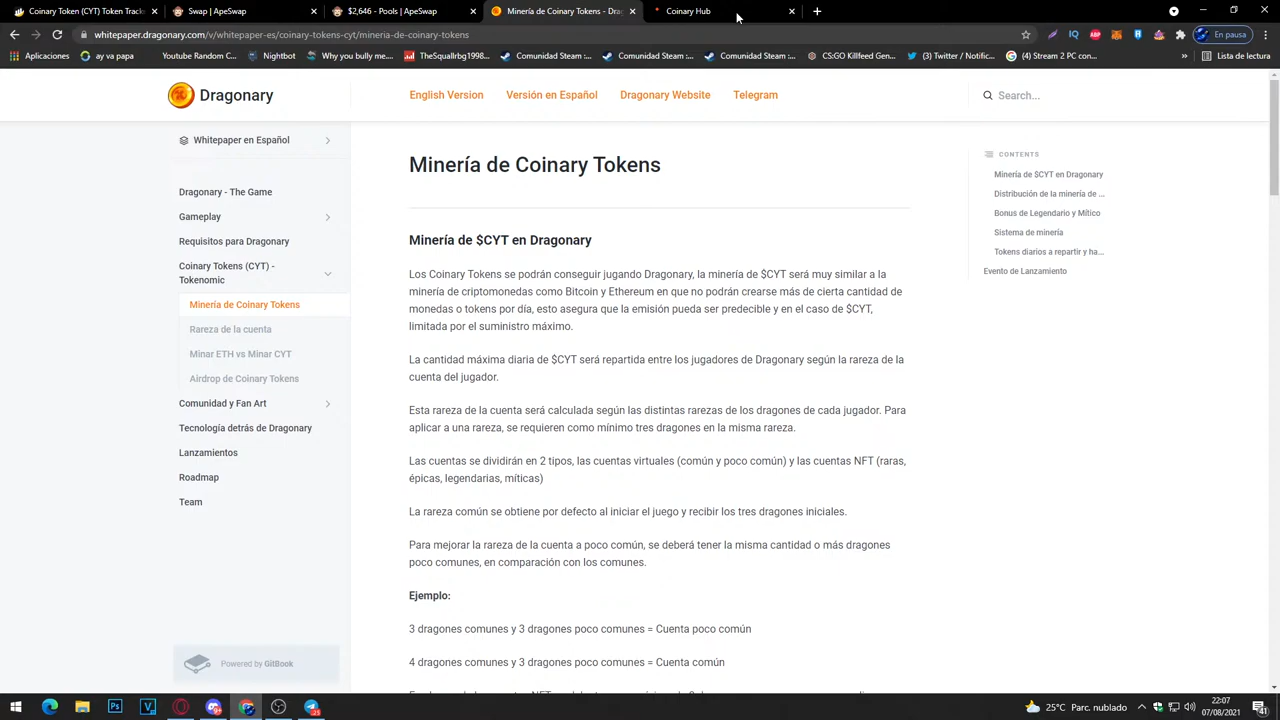 [CYT] Coinary Token Track
Swap | ApeSwap
$2,646 - Pools | ApeSwap
Minería de Coinary Tokens - Drag
Coinary Hub
whitepaper.dragonary.com/v/whitepaper-es/coinary-tokens-cyt/mineria-de-coinary-tokens
En pausa
Aplicaciones
ay va papa
Youtube Random C...
NightBot
Why you bully me....
TheSquallrbg1998...
Comunidad Steam :...
Comunidad Steam :...
Comunidad Steam :...
CS:GO Killfeed Gen...
(3) Twitter / Notific...
(4) Stream 2 PC con...
»
Lista de lectura
Dragonary
English Version
Versión en Español
Dragonary Website
Telegram
Search...
Whitepaper en Español
Dragonary - The Game
Gameplay
Requisitos para Dragonary
Coinary Tokens (CYT) -
Tokenomic
Minería de Coinary Tokens
Rareza de la cuenta
Minar ETH vs Minar CYT
Airdrop de Coinary Tokens
Comunidad y Fan Art
Tecnología detrás de Dragonary
Lanzamientos
Roadmap
Team
Powered by GitBook
Minería de Coinary Tokens
Minería de $CYT en Dragonary
Los Coinary Tokens se podrán conseguir jugando Dragonary, la minería de $CYT será muy similar a la
minería de criptomonedas como Bitcoin y Ethereum en que no podrán crearse más de cierta cantidad de
monedas o tokens por día, esto asegura que la emisión pueda ser predecible y en el caso de $CYT,
limitada por el suministro máximo.
La cantidad máxima diaria de $CYT será repartida entre los jugadores de Dragonary según la rareza de la
cuenta del jugador.
Esta rareza de la cuenta será calculada según las distintas rarezas de los dragones de cada jugador. Para
aplicar a una rareza, se requieren como mínimo tres dragones en la misma rareza.
Las cuentas se dividirán en 2 tipos, las cuentas virtuales (común y poco común) y las cuentas NFT (raras,
épicas, legendarias, míticas)
La rareza común se obtiene por defecto al iniciar el juego y recibir los tres dragones iniciales.
Para mejorar la rareza de la cuenta a poco común, se deberá tener la misma cantidad o más dragones
poco comunes, en comparación con los comunes.
Ejemplo:
3 dragones comunes y 3 dragones poco comunes = Cuenta poco común
4 dragones comunes y 3 dragones poco comunes = Cuenta común
CONTENTS
Minería de $CYT en Dragonary
Distribución de la minería de ...
Bonus de Legendario y Mítico
Sistema de minería
Tokens diarios a repartir y ha...
Evento de Lanzamiento
25°C Parc. nublado
22:07
07/08/2021